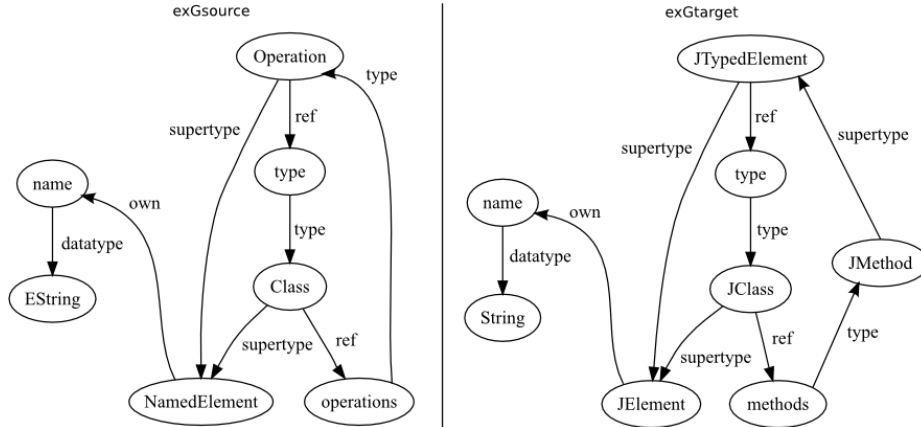 exGsource
Operation
type
supertype
ref
name
type
own
type
datatype
EString
Class
supertype
ref
NamedElement
operations
exGtarget
JTypedElement
ref
supertype
supertype
type
name
own
type
datatype
JMethod
String
JClass
ref
type
supertype
JElement
methods